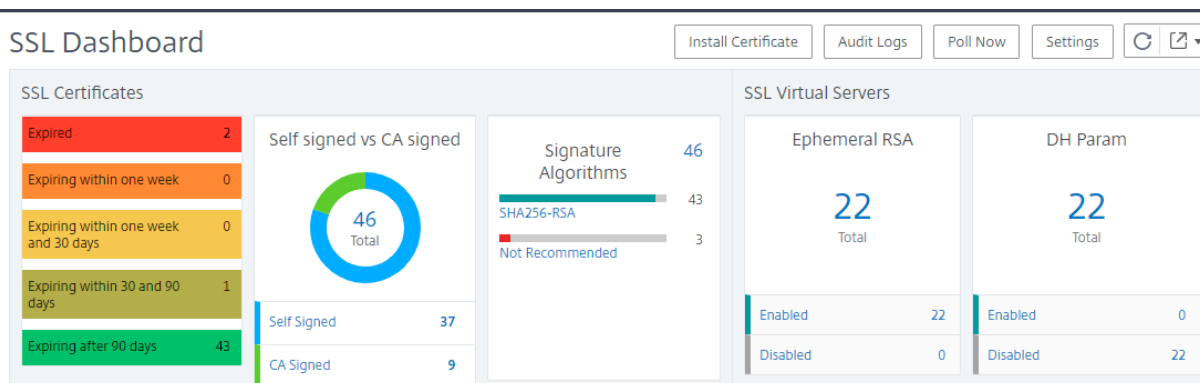 SSL Dashboard
Install Certificate
Audit Logs
Poll Now
Settings
SSL Certificates
Expired 2
Expiring within one week 0
Expiring within one week
and 30 days 0
Expiring within 30 and 90
days 1
Expiring after 90 days 43
Self signed vs CA signed
46
Total
Self Signed 37
CA Signed 9
Signature
Algorithms 46
43
SHA256-RSA
3
Not Recommended
SSL Virtual Servers
Ephemeral RSA
22
Total
Enabled 22
Disabled 0
DH Param
22
Total
Enabled 0
Disabled 22